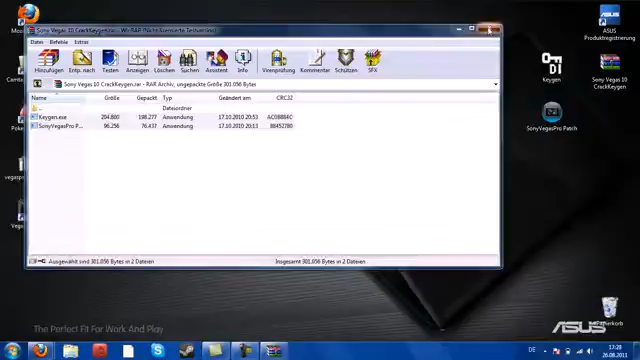 Sony Vegas 10 CrackKeygen.rar - WinRAR (Nicht lizenzierte Testversion)
Datei Befehle Extras
Hinzufügen Entp. nach Testen Anzeigen Löschen Suchen Assistent Info Virenprüfung Kommentar Schützen SFX
Sony Vegas 10 CrackKeygen.rar - RAR Archiv, ungepackte Größe 301.056 Bytes
Name Größe Gepackt Typ Geändert am CRC32
.. Dateiordner
Keygen.exe 204.800 198.277 Anwendung 17.10.2010 20:53
SonyVegasPro P... 96.256 76.437 Anwendung 17.10.2010 20:13 88452780
Ausgewählt sind 301.056 Bytes in 2 Dateien Insgesamt 301.056 Bytes in 2 Dateien
ASUS
Produktregistrierung
Keygen
Sony Vegas 10
CrackKeygen
SonyVegasPro Patch
The Perfect Fit For Work And Play
ASUS
DE
17:28
26.08.2011